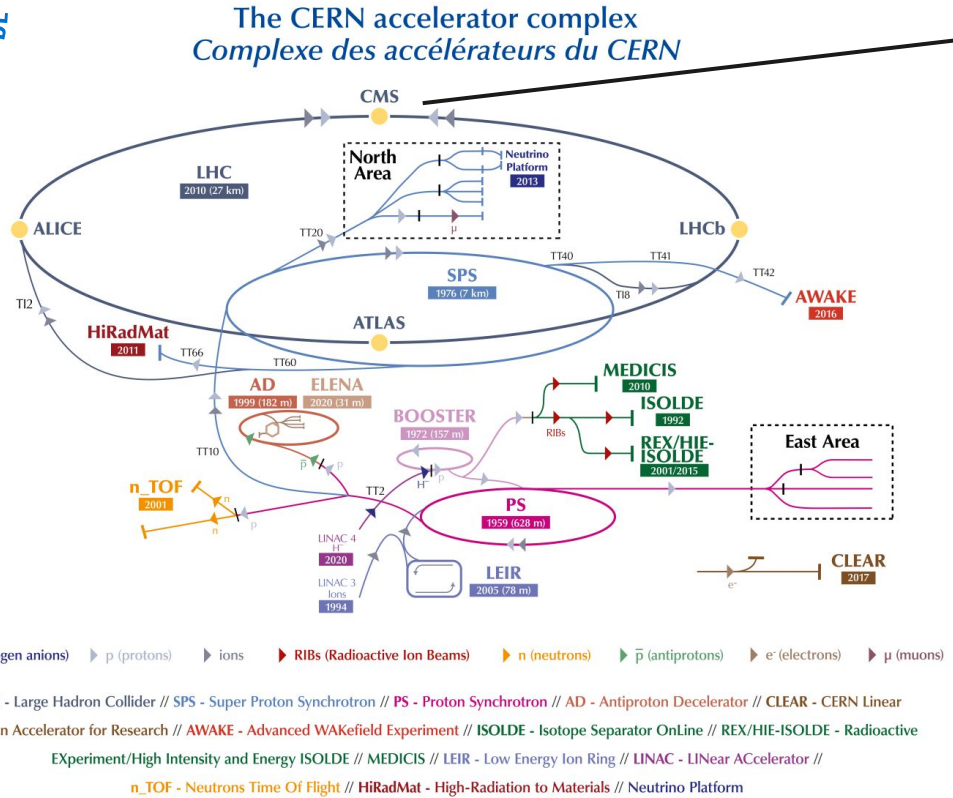 The CERN accelerator complex
Complexe des accélérateurs du CERN
CMS
North
Area
Neutrino
Platform
2013
LHC
2010 (27 km)
μ
ALICE
TT20
LHCb
TT40
TT41
TT42
SPS
1976 (7 km)
TI8
AWAKE
2016
TI2
ATLAS
HiRadMat
2011
TT66
TT60
MEDICIS
2010
AD
1999 (182 m)
ELENA
2020 (31 m)
ISOLDE
1992
BOOSTER
1972 (157 m)
RIBs
REX/HIE-
ISOLDE
2001/2015
East Area
TT10
p
p
H⁻
p
n_TOF
2001
n
n
p
TT2
PS
1959 (628 m)
LINAC 4
H⁻
2020
LEIR
2005 (78 m)
LINAC 3
Ions
1994
CLEAR
2017
e⁻
gen anions) p (protons) ions RIBs (Radioactive Ion Beams) n (neutrons) p̅ (antiprotons) e⁻ (electrons) μ (muons)
- Large Hadron Collider // SPS - Super Proton Synchrotron // PS - Proton Synchrotron // AD - Antiproton Decelerator // CLEAR - CERN Linear
n Accelerator for Research // AWAKE - Advanced WAKefield Experiment // ISOLDE - Isotope Separator OnLine // REX/HIE-ISOLDE - Radioactive
EXperiment/High Intensity and Energy ISOLDE // MEDICIS // LEIR - Low Energy Ion Ring // LINAC - LINear ACcelerator //
n_TOF - Neutrons Time Of Flight // HiRadMat - High-Radiation to Materials // Neutrino Platform